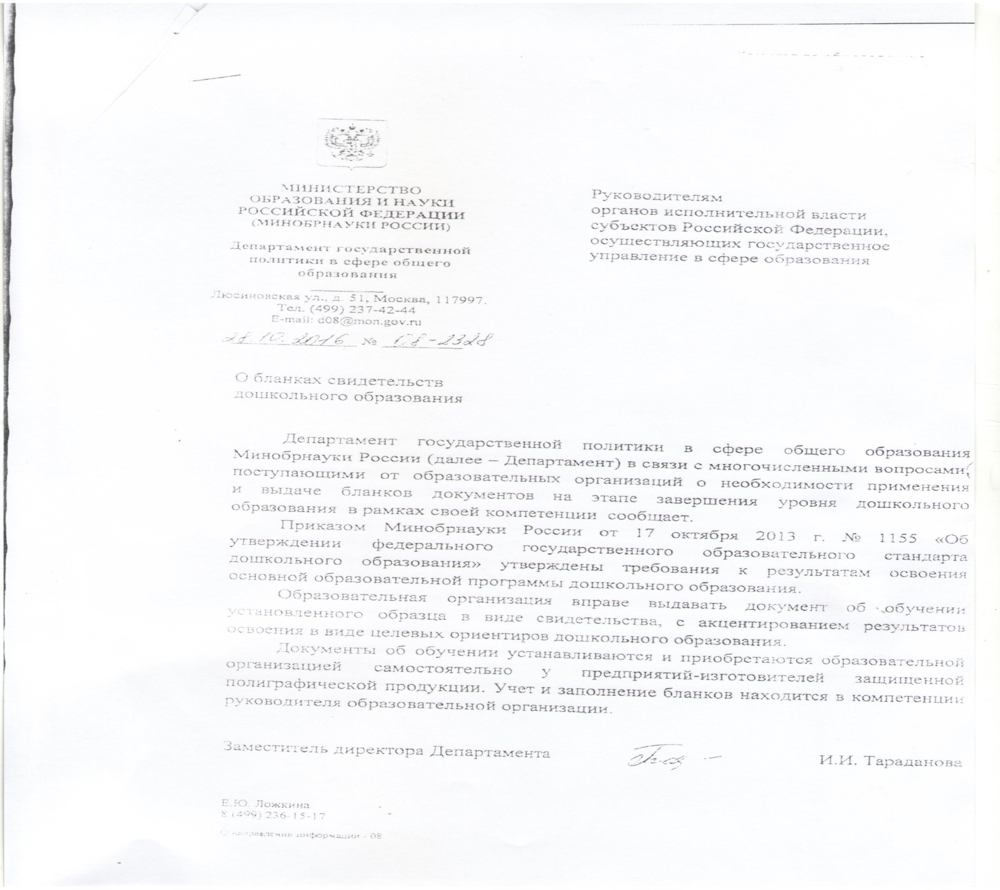 МИНИСТЕРСТВО
ОБРАЗОВАНИЯ И НАУКИ
РОССИЙСКОЙ ФЕДЕРАЦИИ
(МИНОБРНАУКИ РОССИИ)
Департамент государственной
политики в сфере общего
образования
Люсиновская ул., д. 51, Москва, 117997.
Тел. (499) 237-42-44
E-mail: d08@mon.gov.ru
28.10.2016 № 08-2328
Руководителям
органов исполнительной власти
субъектов Российской Федерации,
осуществляющих государственное
управление в сфере образования
О бланках свидетельств
дошкольного образования
Департамент государственной политики в сфере общего образования
Минобрнауки России (далее – Департамент) в связи с многочисленными вопросами,
поступающими от образовательных организаций о необходимости применения
и выдаче бланков документов на этапе завершения уровня дошкольного
образования в рамках своей компетенции сообщает.
Приказом Минобрнауки России от 17 октября 2013 г. № 1155 «Об
утверждении федерального государственного образовательного стандарта
дошкольного образования» утверждены требования к результатам освоения
основной образовательной программы дошкольного образования.
Образовательная организация вправе выдавать документ об обучении
установленного образца в виде свидетельства, с акцентированием результатов
освоения в виде целевых ориентиров дошкольного образования.
Документы об обучении устанавливаются и приобретаются образовательной
организацией самостоятельно у предприятий-изготовителей защищенной
полиграфической продукции. Учет и заполнение бланков находится в компетенции
руководителя образовательной организации.
Заместитель директора Департамента И.И. Тараданова
Е.Ю. Ложкина
8 (499) 236-15-17
О направлении информации - 08